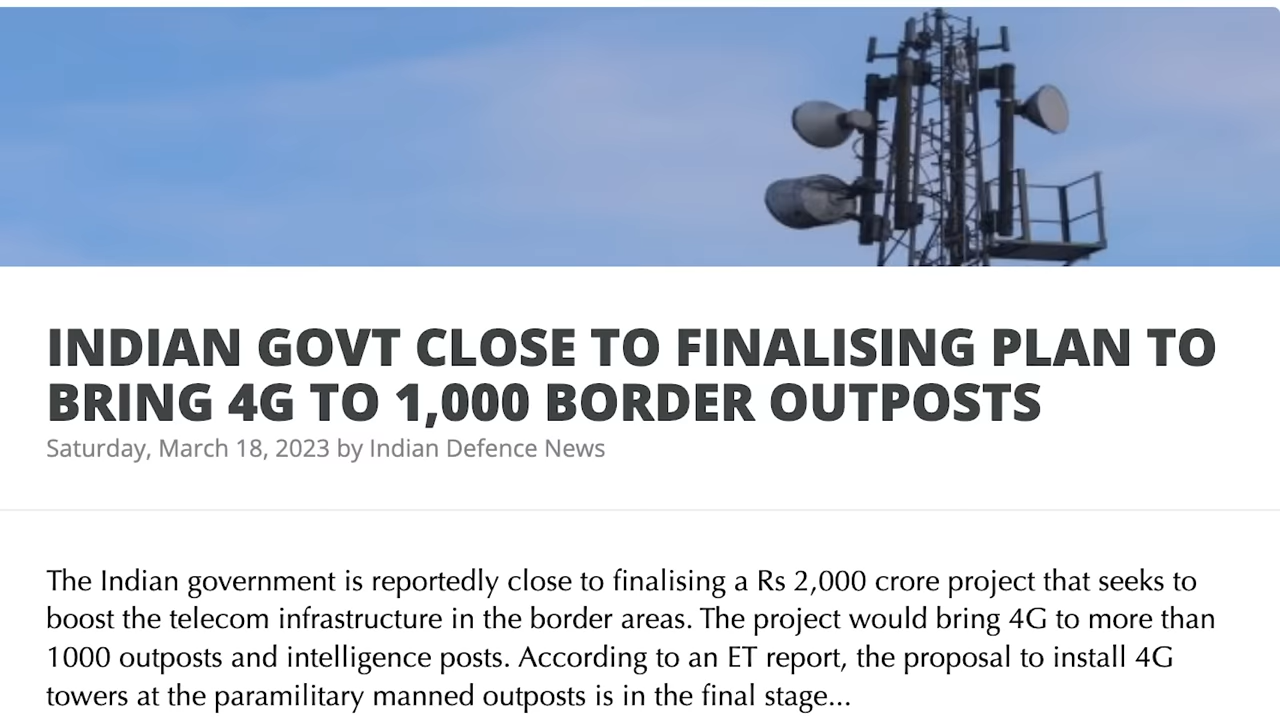 INDIAN GOVT CLOSE TO FINALISING PLAN TO
BRING 4G TO 1,000 BORDER OUTPOSTS
Saturday, March 18, 2023 by Indian Defence News
The Indian government is reportedly close to finalising a Rs 2,000 crore project that seeks to
boost the telecom infrastructure in the border areas. The project would bring 4G to more than
1000 outposts and intelligence posts. According to an ET report, the proposal to install 4G
towers at the paramilitary manned outposts is in the final stage...